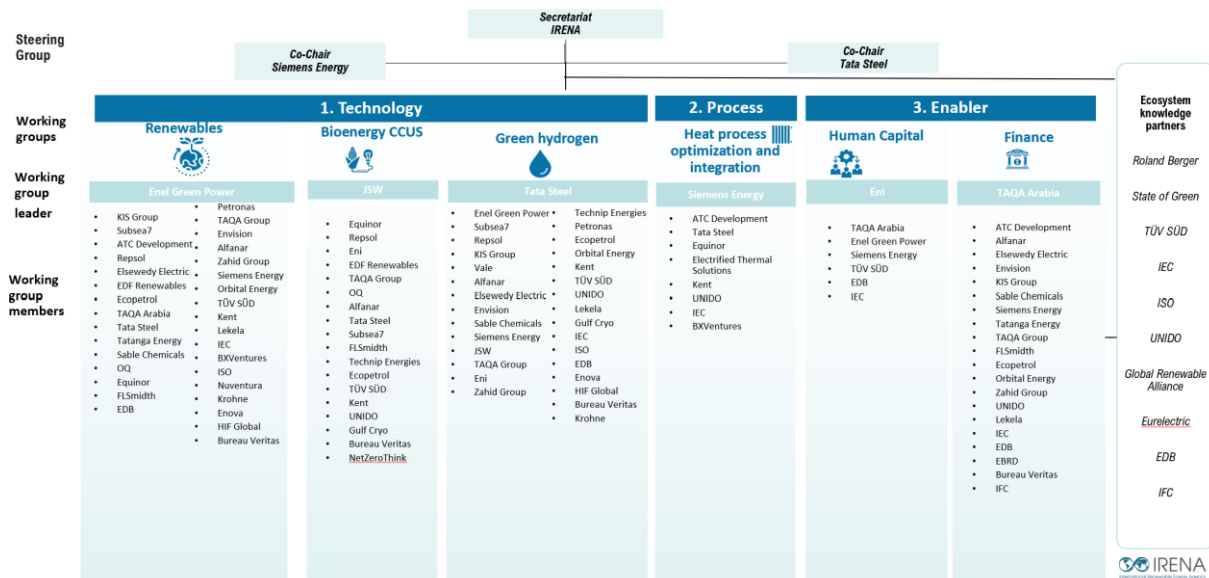 Steering
Group
Secretariat
IRENA
Co-Chair
Siemens Energy
Co-Chair
Tata Steel
Working
groups
Working
group
leader
Working
group
members
1. Technology
Renewables
Enel Green Power
• KIS Group
• Subsea7
• ATC Development
• Repsol
• Elsewedy Electric
• EDF Renewables
• Ecopetrol
• TAQA Arabia
• Tata Steel
• Tatanga Energy
• Sable Chemicals
• OQ
• Equinor
• FLSmidth
• EDB
• Petronas
• TAQA Group
• Envision
• Alfanar
• Zahid Group
• Siemens Energy
• Orbital Energy
• TÜV SÜD
• Kent
• Lekela
• IEC
• BXVentures
• ISO
• Nuventura
• Krohne
• Enova
• HIF Global
• Bureau Veritas
Bioenergy CCUS
JSW
• Equinor
• Repsol
• Eni
• EDF Renewables
• TAQA Group
• OQ
• Alfanar
• Tata Steel
• Subsea7
• FLSmidth
• Technip Energies
• Ecopetrol
• TÜV SÜD
• Kent
• UNIDO
• Gulf Cryo
• Bureau Veritas
• NetZeroThink
Green hydrogen
Tata Steel
• Enel Green Power
• Subsea7
• Repsol
• KIS Group
• Vale
• Alfanar
• Elsewedy Electric
• Envision
• Sable Chemicals
• Siemens Energy
• JSW
• TAQA Group
• Eni
• Zahid Group
• Technip Energies
• Petronas
• Ecopetrol
• Orbital Energy
• Kent
• TÜV SÜD
• UNIDO
• Lekela
• Gulf Cryo
• IEC
• ISO
• EDB
• Enova
• HIF Global
• Bureau Veritas
• Krohne
2. Process
Heat process
optimization and
integration
Siemens Energy
• ATC Development
• Tata Steel
• Equinor
• Electrified Thermal
Solutions
• Kent
• UNIDO
• IEC
• BXVentures
3. Enabler
Human Capital
Eni
• TAQA Arabia
• Enel Green Power
• Siemens Energy
• TÜV SÜD
• EDB
• IEC
Finance
TAQA Arabia
• ATC Development
• Alfanar
• Elsewedy Electric
• Envision
• KIS Group
• Sable Chemicals
• Siemens Energy
• Tatanga Energy
• TAQA Group
• FLSmidth
• Ecopetrol
• Orbital Energy
• Zahid Group
• UNIDO
• Lekela
• IEC
• EDB
• EBRD
• Bureau Veritas
• IFC
Ecosystem
knowledge
partners
Roland Berger
State of Green
TÜV SÜD
IEC
ISO
UNIDO
Global Renewable
Alliance
Eurelectric
EDB
IFC
IRENA
International Renewable Energy Agency